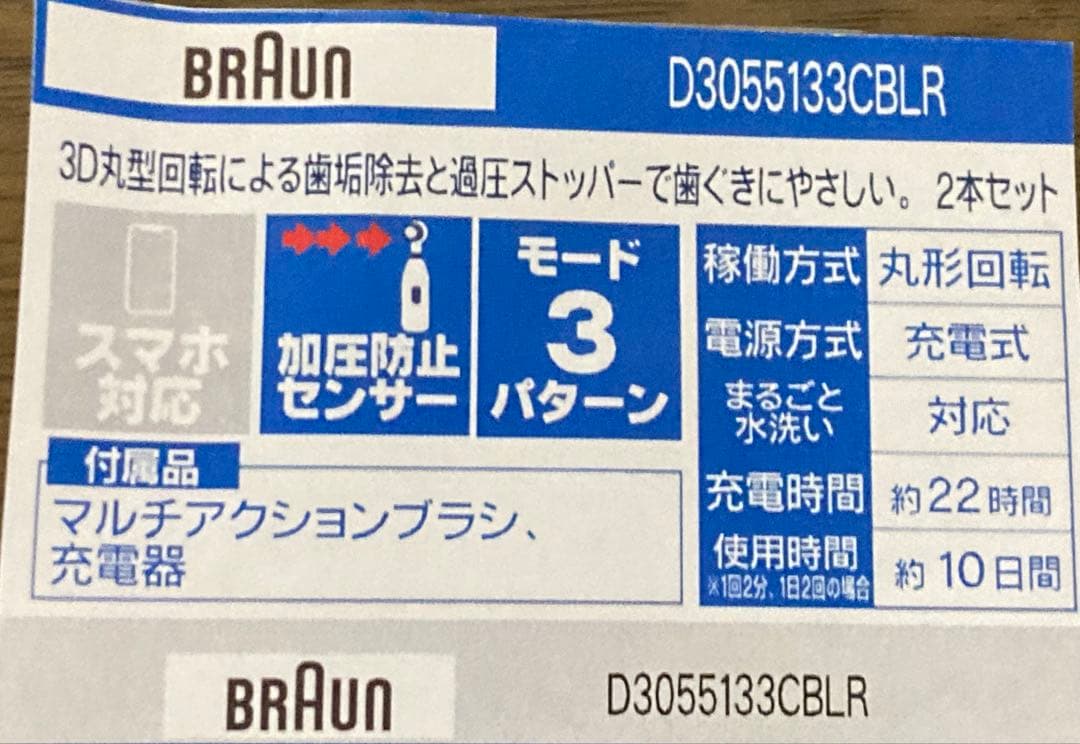 BRAUN
D3055133CBLR
3D丸型回転による歯垢除去と過圧ストッパーで歯ぐきにやさしい。2本セット
スマホ
対応
加圧防止
センサー
モード
3
パターン
稼働方式 丸形回転
電源方式 充電式
まるごと
水洗い
対応
充電時間 約22時間
使用時間
※1回2分、1日2回の場合
約10日間
付属品
マルチアクションブラシ、
充電器
BRAUN
D3055133CBLR